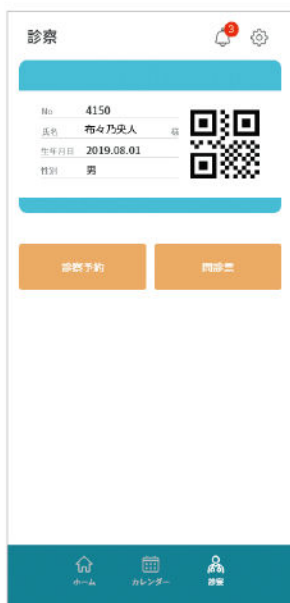 診察
3
No 4150
氏名 布々乃央人 様
生年月日 2019.08.01
性別 男
診察予約 問診票
ホーム カレンダー 診察